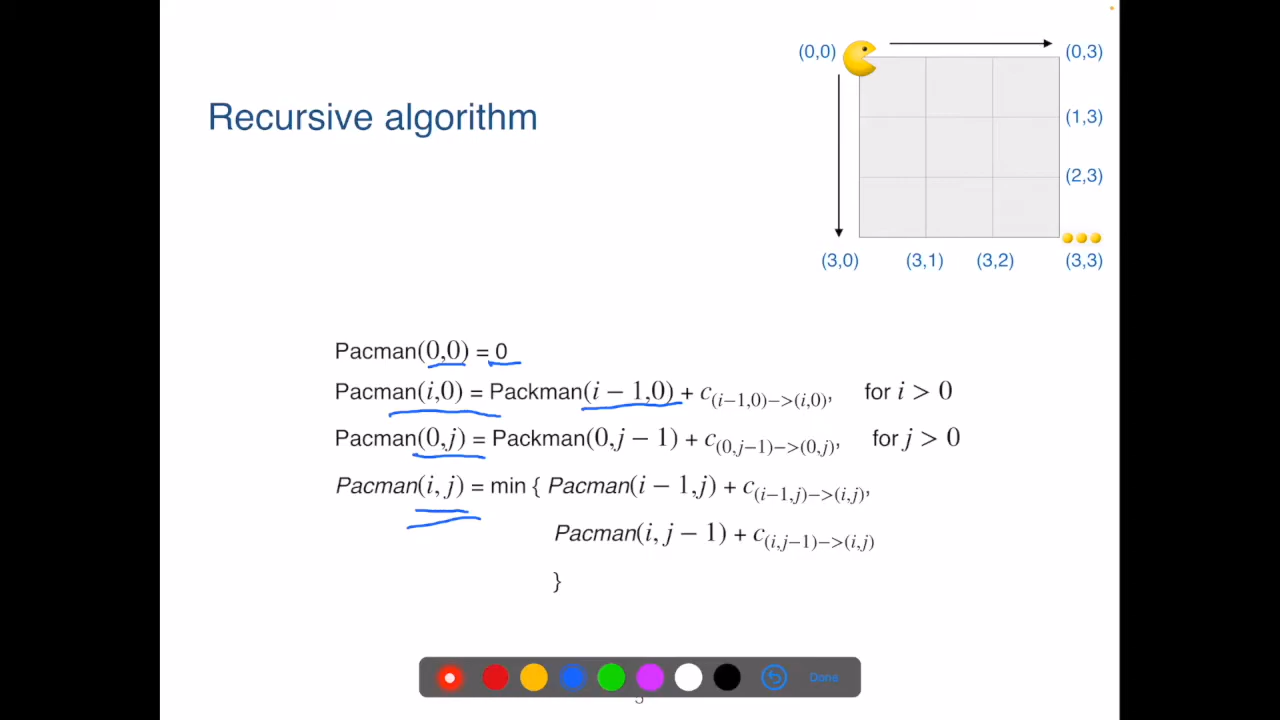 (0,0)
(0,3)
Recursive algorithm
(1,3)
(2,3)
(3,0) (3,1) (3,2) (3,3)
Pacman(0,0) = 0
Pacman(i,0) = Packman(i − 1,0) + c(i−1,0)−>(i,0), for i > 0
Pacman(0,j) = Packman(0,j − 1) + c(0,j−1)−>(0,j), for j > 0
Pacman(i, j) = min { Pacman(i − 1,j) + c(i−1,j)−>(i,j),
Pacman(i, j − 1) + c(i,j−1)−>(i,j)
}
Done